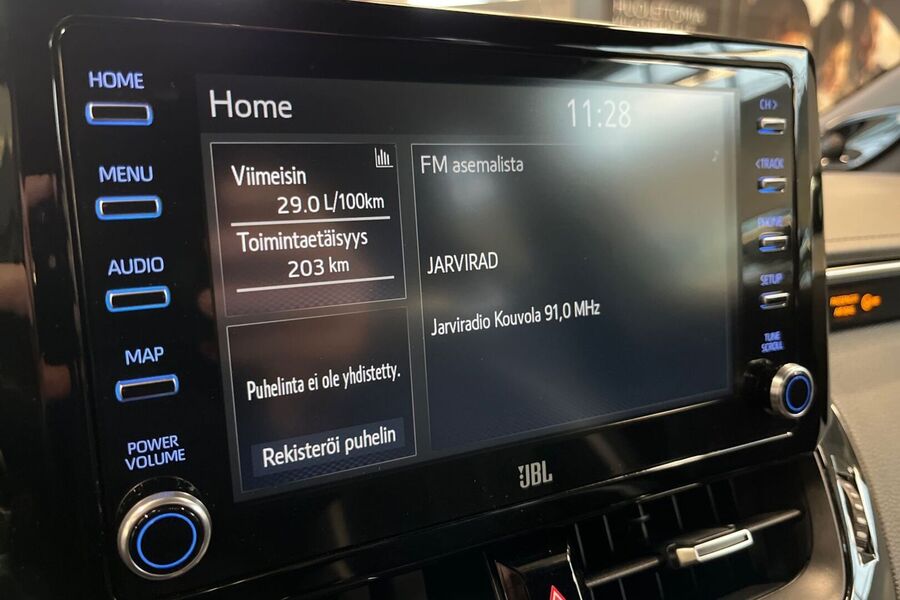 HOME
MENU
AUDIO
MAP
POWER
VOLUME
Home
11:28
Viimeisin
29.0 L/100km
Toimintaetäisyys
203 km
Puhelinta ei ole yhdistetty.
Rekisteröi puhelin
FM asemalista
JARVIRAD
Jarviradio Kouvola 91,0 MHz
CH >
< TRACK
PHONE
SETUP
TUNE
SCROLL
JBL